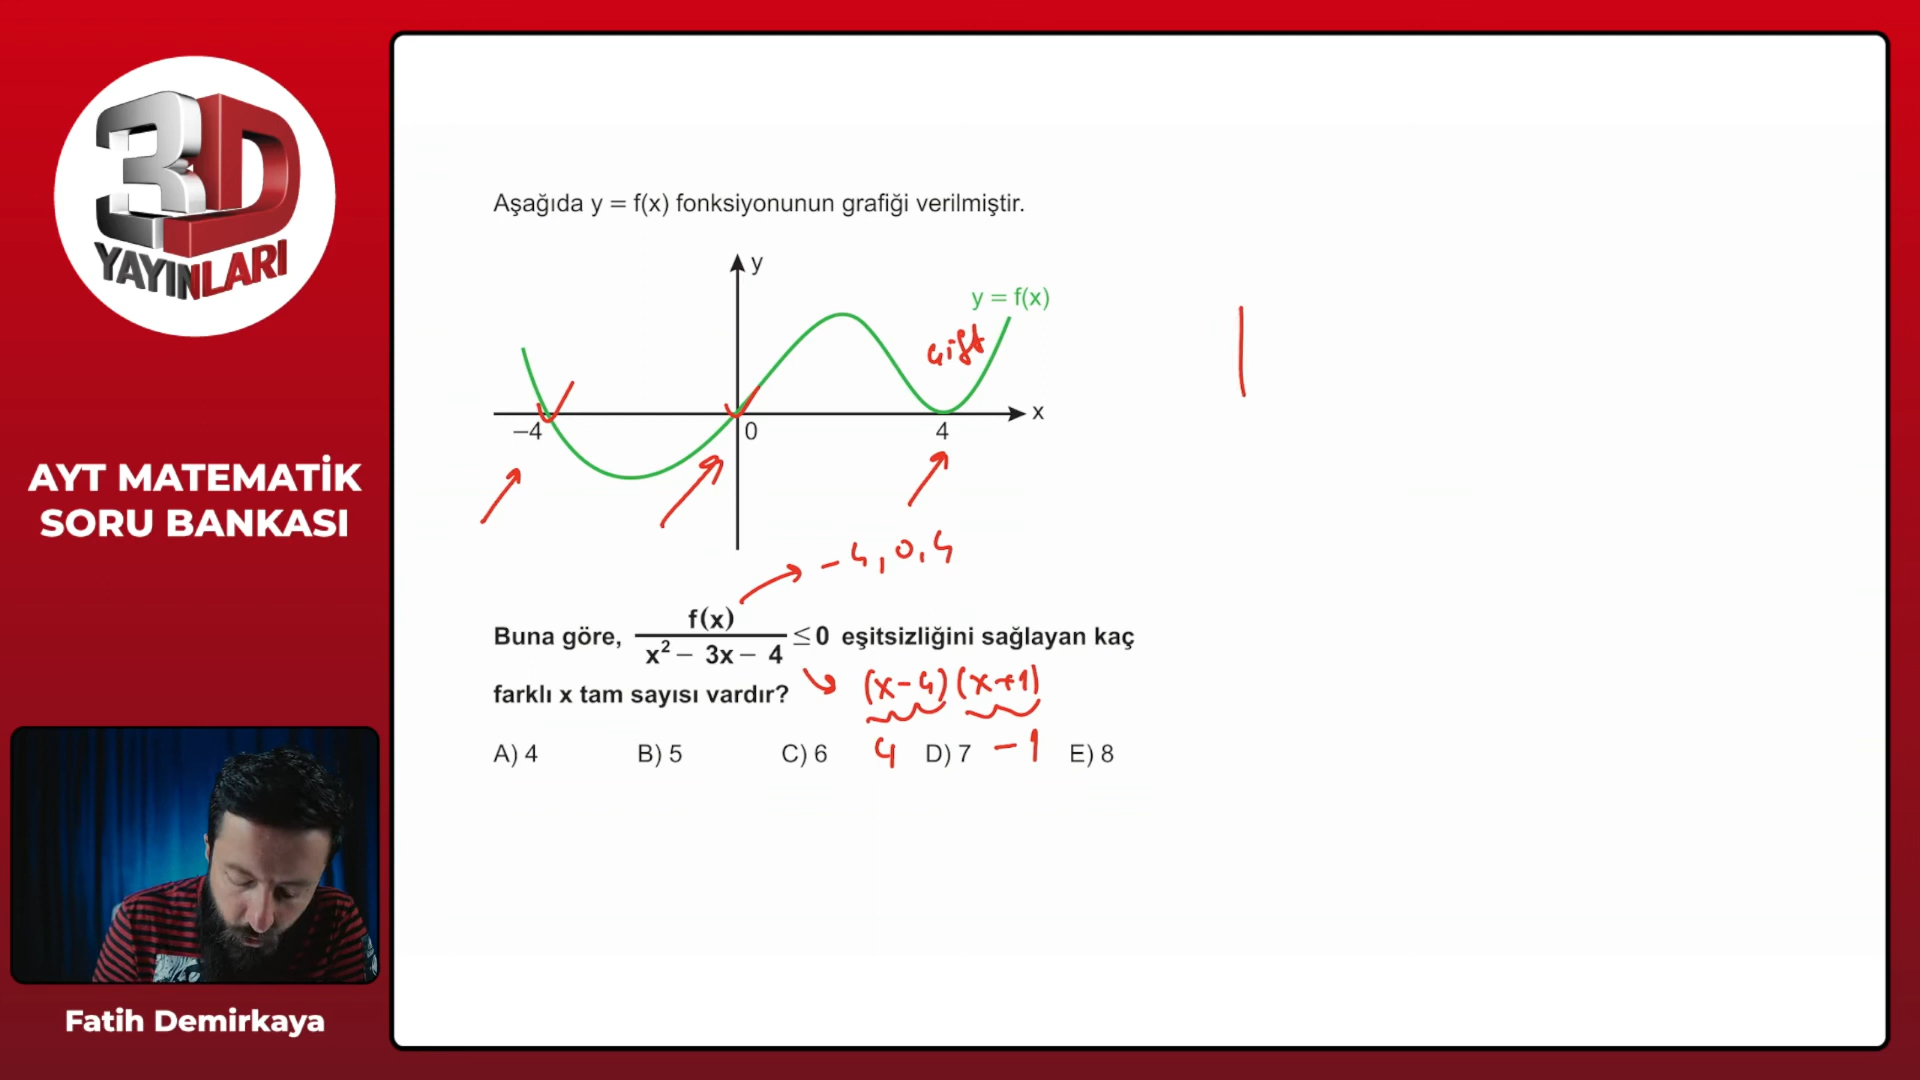 3D
YAYINLARI
AYT MATEMATİK
SORU BANKASI
Fatih Demirkaya
Aşağıda y = f(x) fonksiyonunun grafiği verilmiştir.
y
y = f(x)
çift
x
−4
0
4
−4, 0, 4
Buna göre, f(x) / x² − 3x − 4 ≤ 0 eşitsizliğini sağlayan kaç
farklı x tam sayısı vardır?
(x−4)(x+1)
4 −1
A) 4 B) 5 C) 6 D) 7 E) 8